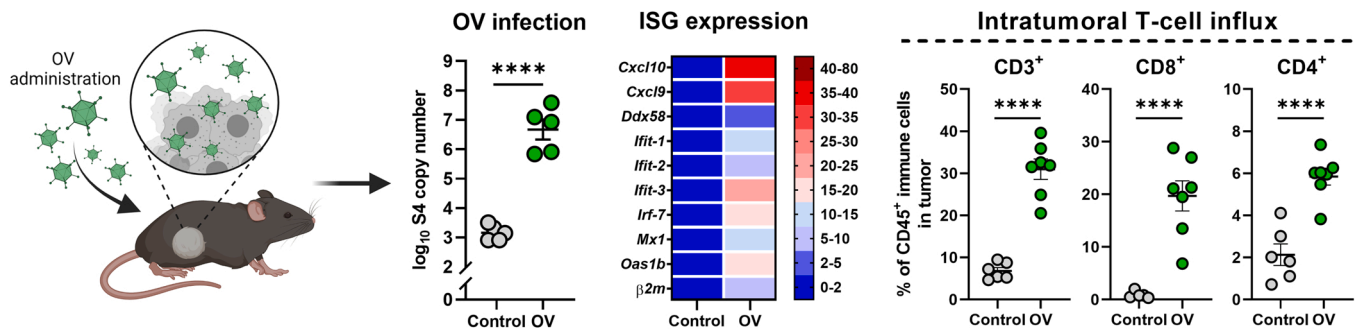 OV
administration
OV infection
log10 S4 copy number
9
8
7
6
5
4
3
2
0
****
Control OV
ISG expression
Cxcl10
Cxcl9
Ddx58
Ifit-1
Ifit-2
Ifit-3
Irf-7
Mx1
Oas1b
β2m
Control OV
40-80
35-40
30-35
25-30
20-25
15-20
10-15
5-10
2-5
0-2
Intratumoral T-cell influx
% of CD45+ immune cells
in tumor
CD3+
50
40
30
20
10
0
****
Control OV
CD8+
40
30
20
10
0
****
Control OV
CD4+
10
8
6
4
2
0
****
Control OV